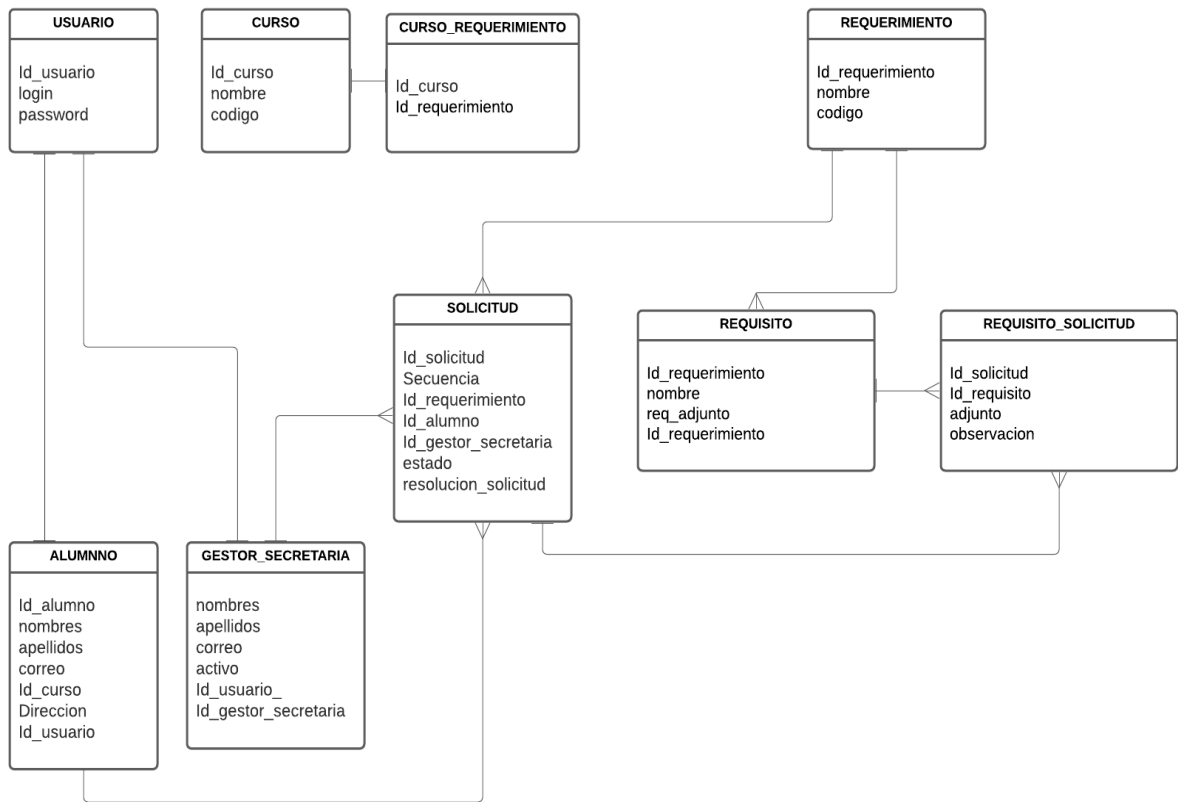 USUARIO
Id_usuario
login
password
CURSO
Id_curso
nombre
codigo
CURSO_REQUERIMIENTO
Id_curso
Id_requerimiento
REQUERIMIENTO
Id_requerimiento
nombre
codigo
SOLICITUD
Id_solicitud
Secuencia
Id_requerimiento
Id_alumno
Id_gestor_secretaria
estado
resolucion_solicitud
REQUISITO
Id_requerimiento
nombre
req_adjunto
Id_requerimiento
REQUISITO_SOLICITUD
Id_solicitud
Id_requisito
adjunto
observacion
ALUMNNO
Id_alumno
nombres
apellidos
correo
Id_curso
Direccion
Id_usuario
GESTOR_SECRETARIA
nombres
apellidos
correo
activo
Id_usuario_
Id_gestor_secretaria